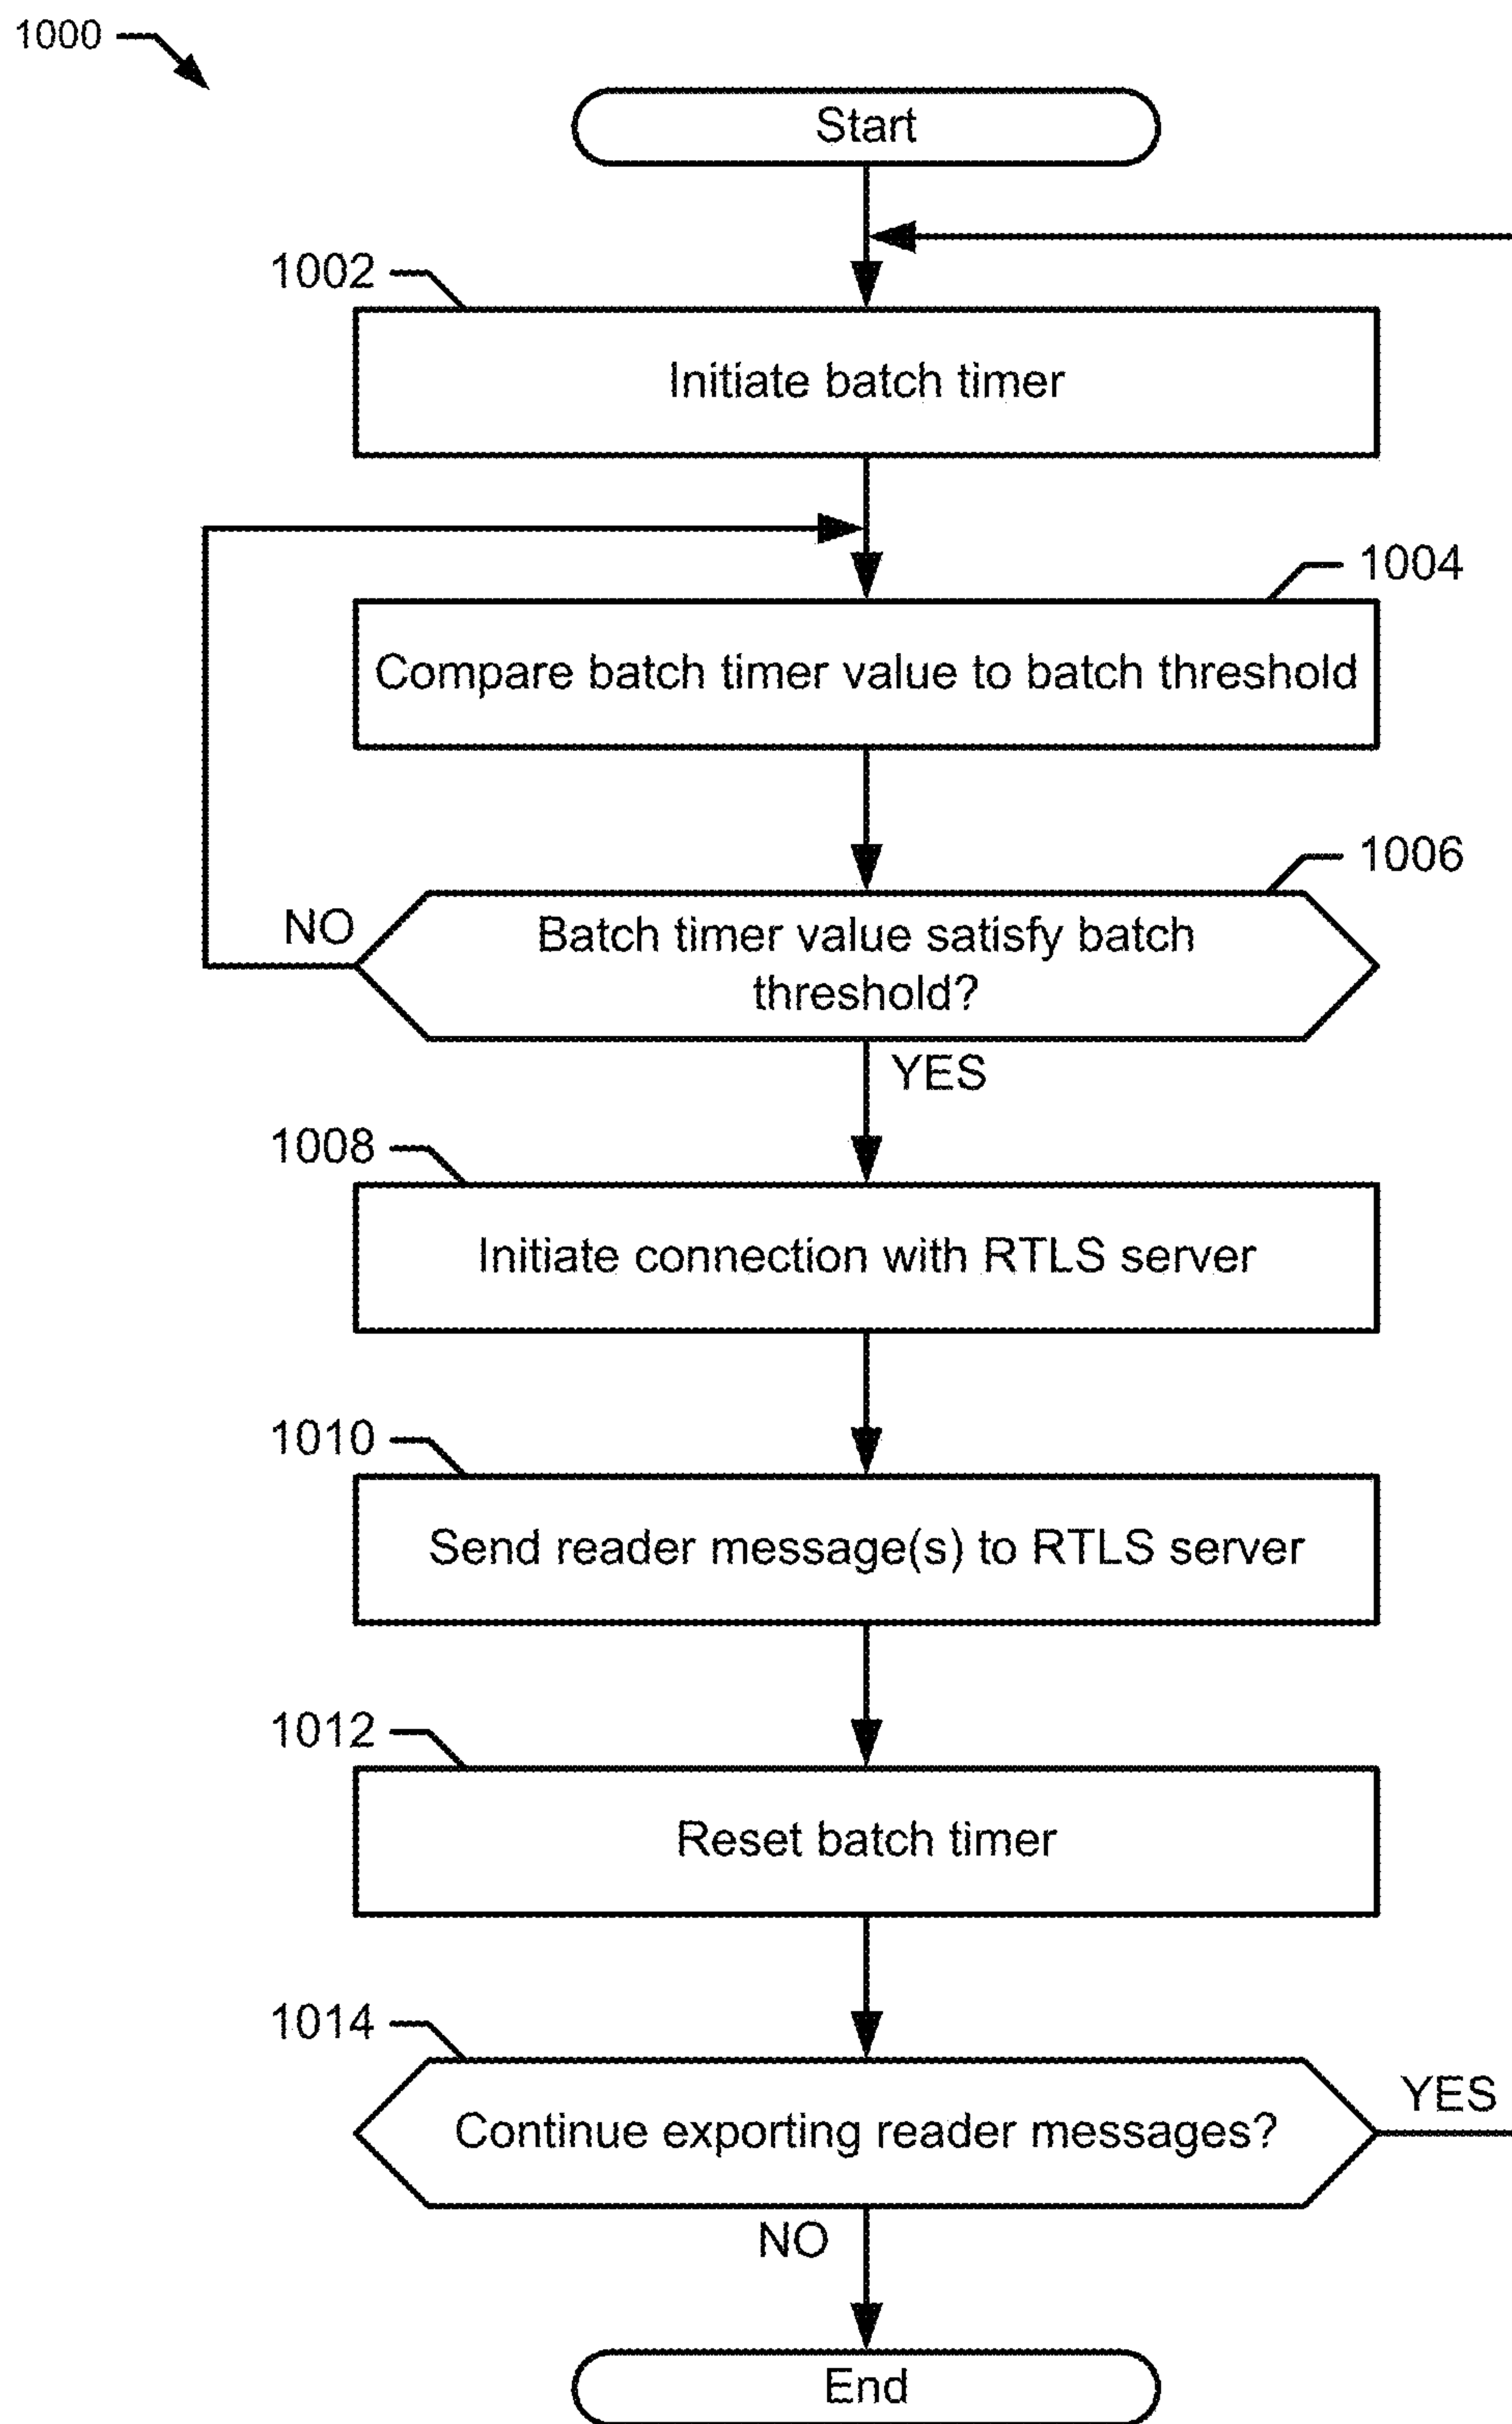 1000
Start
1002
Initiate batch timer
1004
Compare batch timer value to batch threshold
1006
NO
Batch timer value satisfy batch
threshold?
YES
1008
Initiate connection with RTLS server
1010
Send reader message(s) to RTLS server
1012
Reset batch timer
1014
YES
Continue exporting reader messages?
NO
End